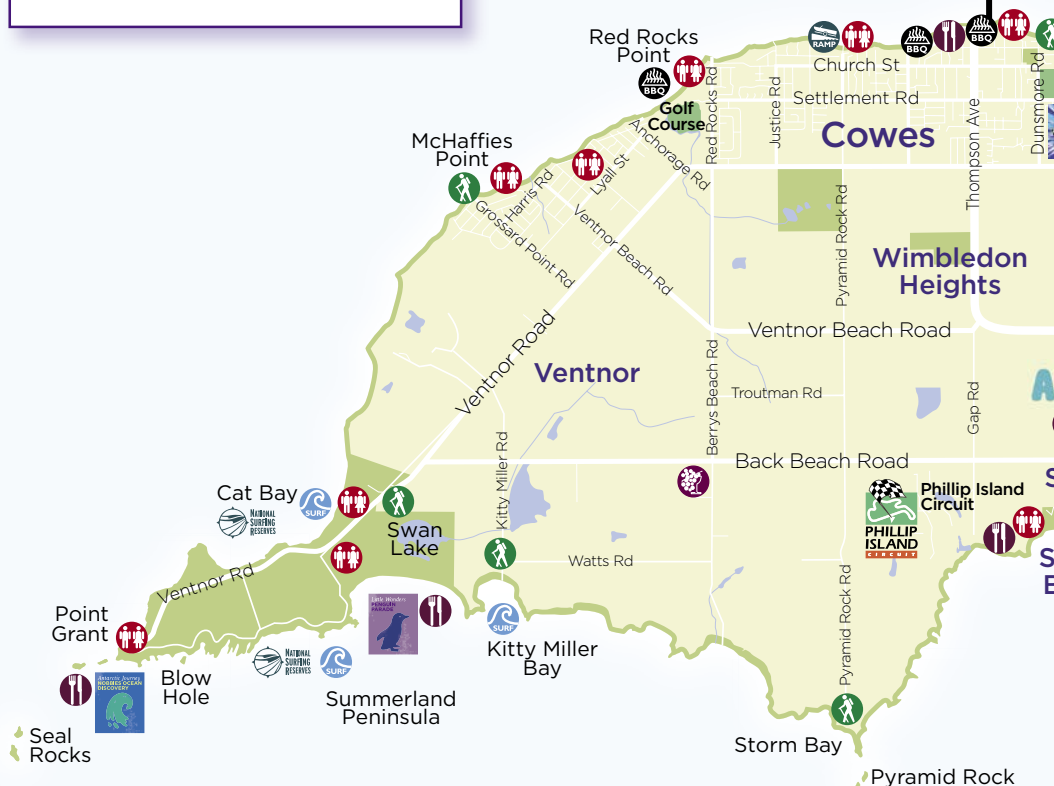 Red Rocks
Point
BBQ
RAMP
BBQ
BBQ
Church St
Settlement Rd
Dunsmore Rd
Justice Rd
Red Rocks Rd
Golf
Course
Cowes
Thompson Ave
McHaffies
Point
Anchorage Rd
Lyall St
Harris Rd
Grossard Point Rd
Ventnor Beach Rd
Pyramid Rock Rd
Wimbledon
Heights
Ventnor Beach Road
Ventnor Road
Ventnor
Berrys Beach Rd
Troutman Rd
Gap Rd
A
Kitty Miller Rd
Back Beach Road
S
Phillip Island
Circuit
PHILLIP
ISLAND
CIRCUIT
Cat Bay
SURF
NATIONAL
SURFING
RESERVES
Swan
Lake
Watts Rd
S
E
Ventnor Rd
Point
Grant
Little Wonders
PENGUIN
PARADE
SURF
Kitty Miller
Bay
Pyramid Rock Rd
NATIONAL
SURFING
RESERVES
SURF
Blow
Hole
Antarctic Journey
NOBBIES OCEAN
DISCOVERY
Summerland
Peninsula
Seal
Rocks
Storm Bay
Pyramid Rock